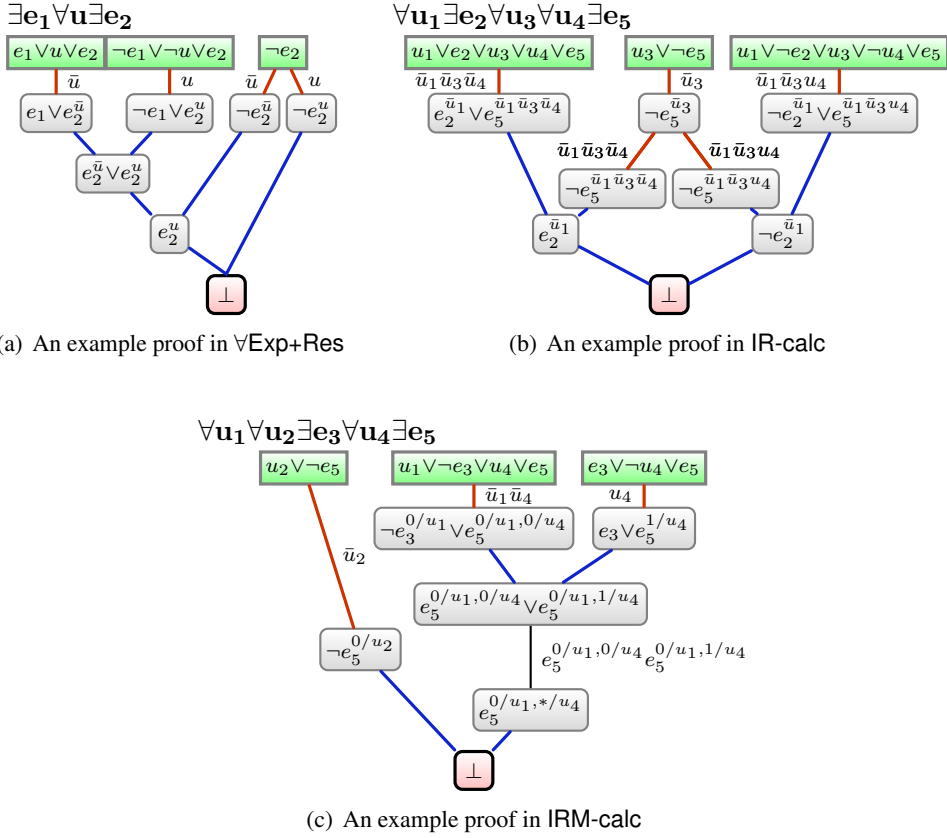 ∃e₁∀u∃e₂
e₁∨u∨e₂ ¬e₁∨¬u∨e₂ ¬e₂
ū u ū u
e₁∨e₂^{ū} ¬e₁∨e₂^{u} ¬e₂^{ū} ¬e₂^{u}
e₂^{ū}∨e₂^{u}
e₂^{u}
⊥
(a) An example proof in ∀Exp+Res
∀u₁∃e₂∀u₃∀u₄∃e₅
u₁∨e₂∨u₃∨u₄∨e₅ u₃∨¬e₅ u₁∨¬e₂∨u₃∨¬u₄∨e₅
ū₁ū₃ū₄ ū₃ ū₁ū₃u₄
e₂^{ū₁}∨e₅^{ū₁ū₃ū₄} ¬e₅^{ū₃} ¬e₂^{ū₁}∨e₅^{ū₁ū₃u₄}
ū₁ū₃ū₄ ū₁ū₃u₄
¬e₅^{ū₁ū₃ū₄} ¬e₅^{ū₁ū₃u₄}
e₂^{ū₁} ¬e₂^{ū₁}
⊥
(b) An example proof in IR-calc
∀u₁∀u₂∃e₃∀u₄∃e₅
u₂∨¬e₅ u₁∨¬e₃∨u₄∨e₅ e₃∨¬u₄∨e₅
ū₁ū₄ u₄
¬e₃^{0/u₁}∨e₅^{0/u₁,0/u₄} e₃∨e₅^{1/u₄}
ū₂
e₅^{0/u₁,0/u₄}∨e₅^{0/u₁,1/u₄}
¬e₅^{0/u₂} e₅^{0/u₁,0/u₄}e₅^{0/u₁,1/u₄}
e₅^{0/u₁,*/u₄}
⊥
(c) An example proof in IRM-calc